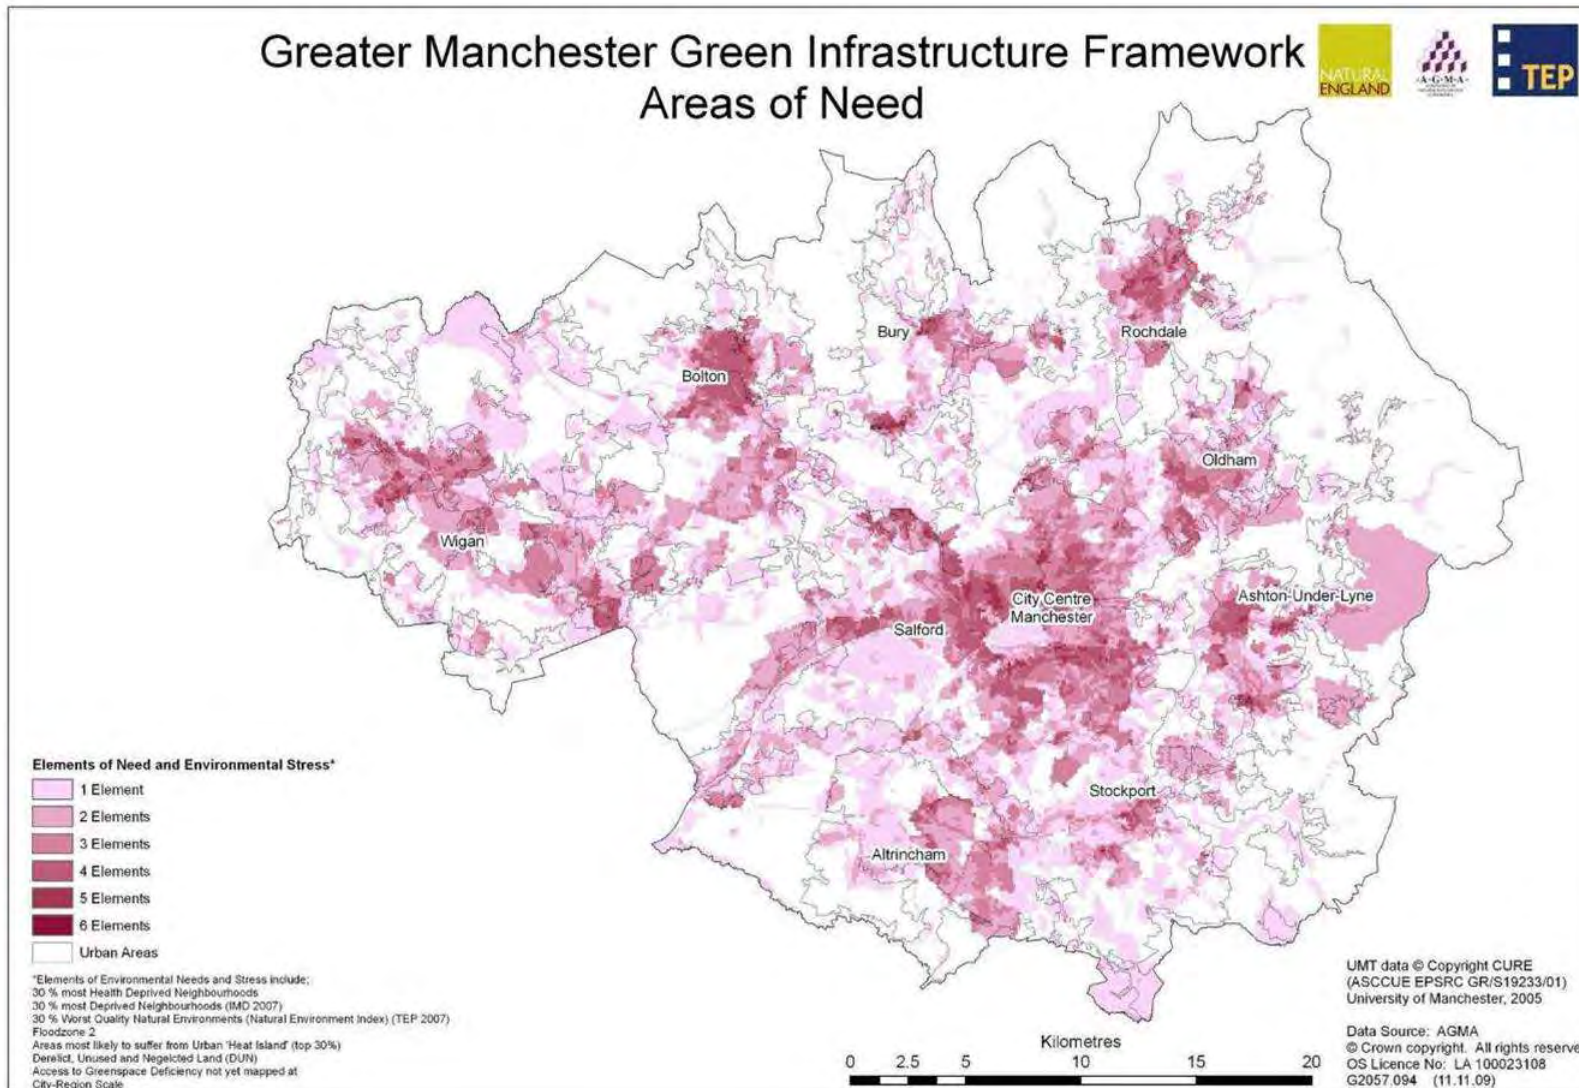 Greater Manchester Green Infrastructure Framework
Areas of Need
NATURAL
ENGLAND
A·G·M·A
TEP
Bury
Rochdale
Bolton
Oldham
Wigan
City Centre
Manchester
Ashton-Under-Lyne
Salford
Stockport
Altrincham
Elements of Need and Environmental Stress*
1 Element
2 Elements
3 Elements
4 Elements
5 Elements
6 Elements
Urban Areas
*Elements of Environmental Needs and Stress include;
30 % most Health Deprived Neighbourhoods
30 % most Deprived Neighbourhoods (IMD 2007)
30 % Worst Quality Natural Environments (Natural Environment Index) (TEP 2007)
Floodzone 2
Areas most likely to suffer from Urban 'Heat Island' (top 30%)
Derelict, Unused and Neglected Land (DUN)
Access to Greenspace Deficiency not yet mapped at
City-Region Scale
Kilometres
0 2.5 5 10 15 20
UMT data © Copyright CURE
(ASCCUE EPSRC GR/S19233/01)
University of Manchester, 2005
Data Source: AGMA
© Crown copyright. All rights reserve
OS Licence No: LA 100023108
G2057.094 (11.11.09)